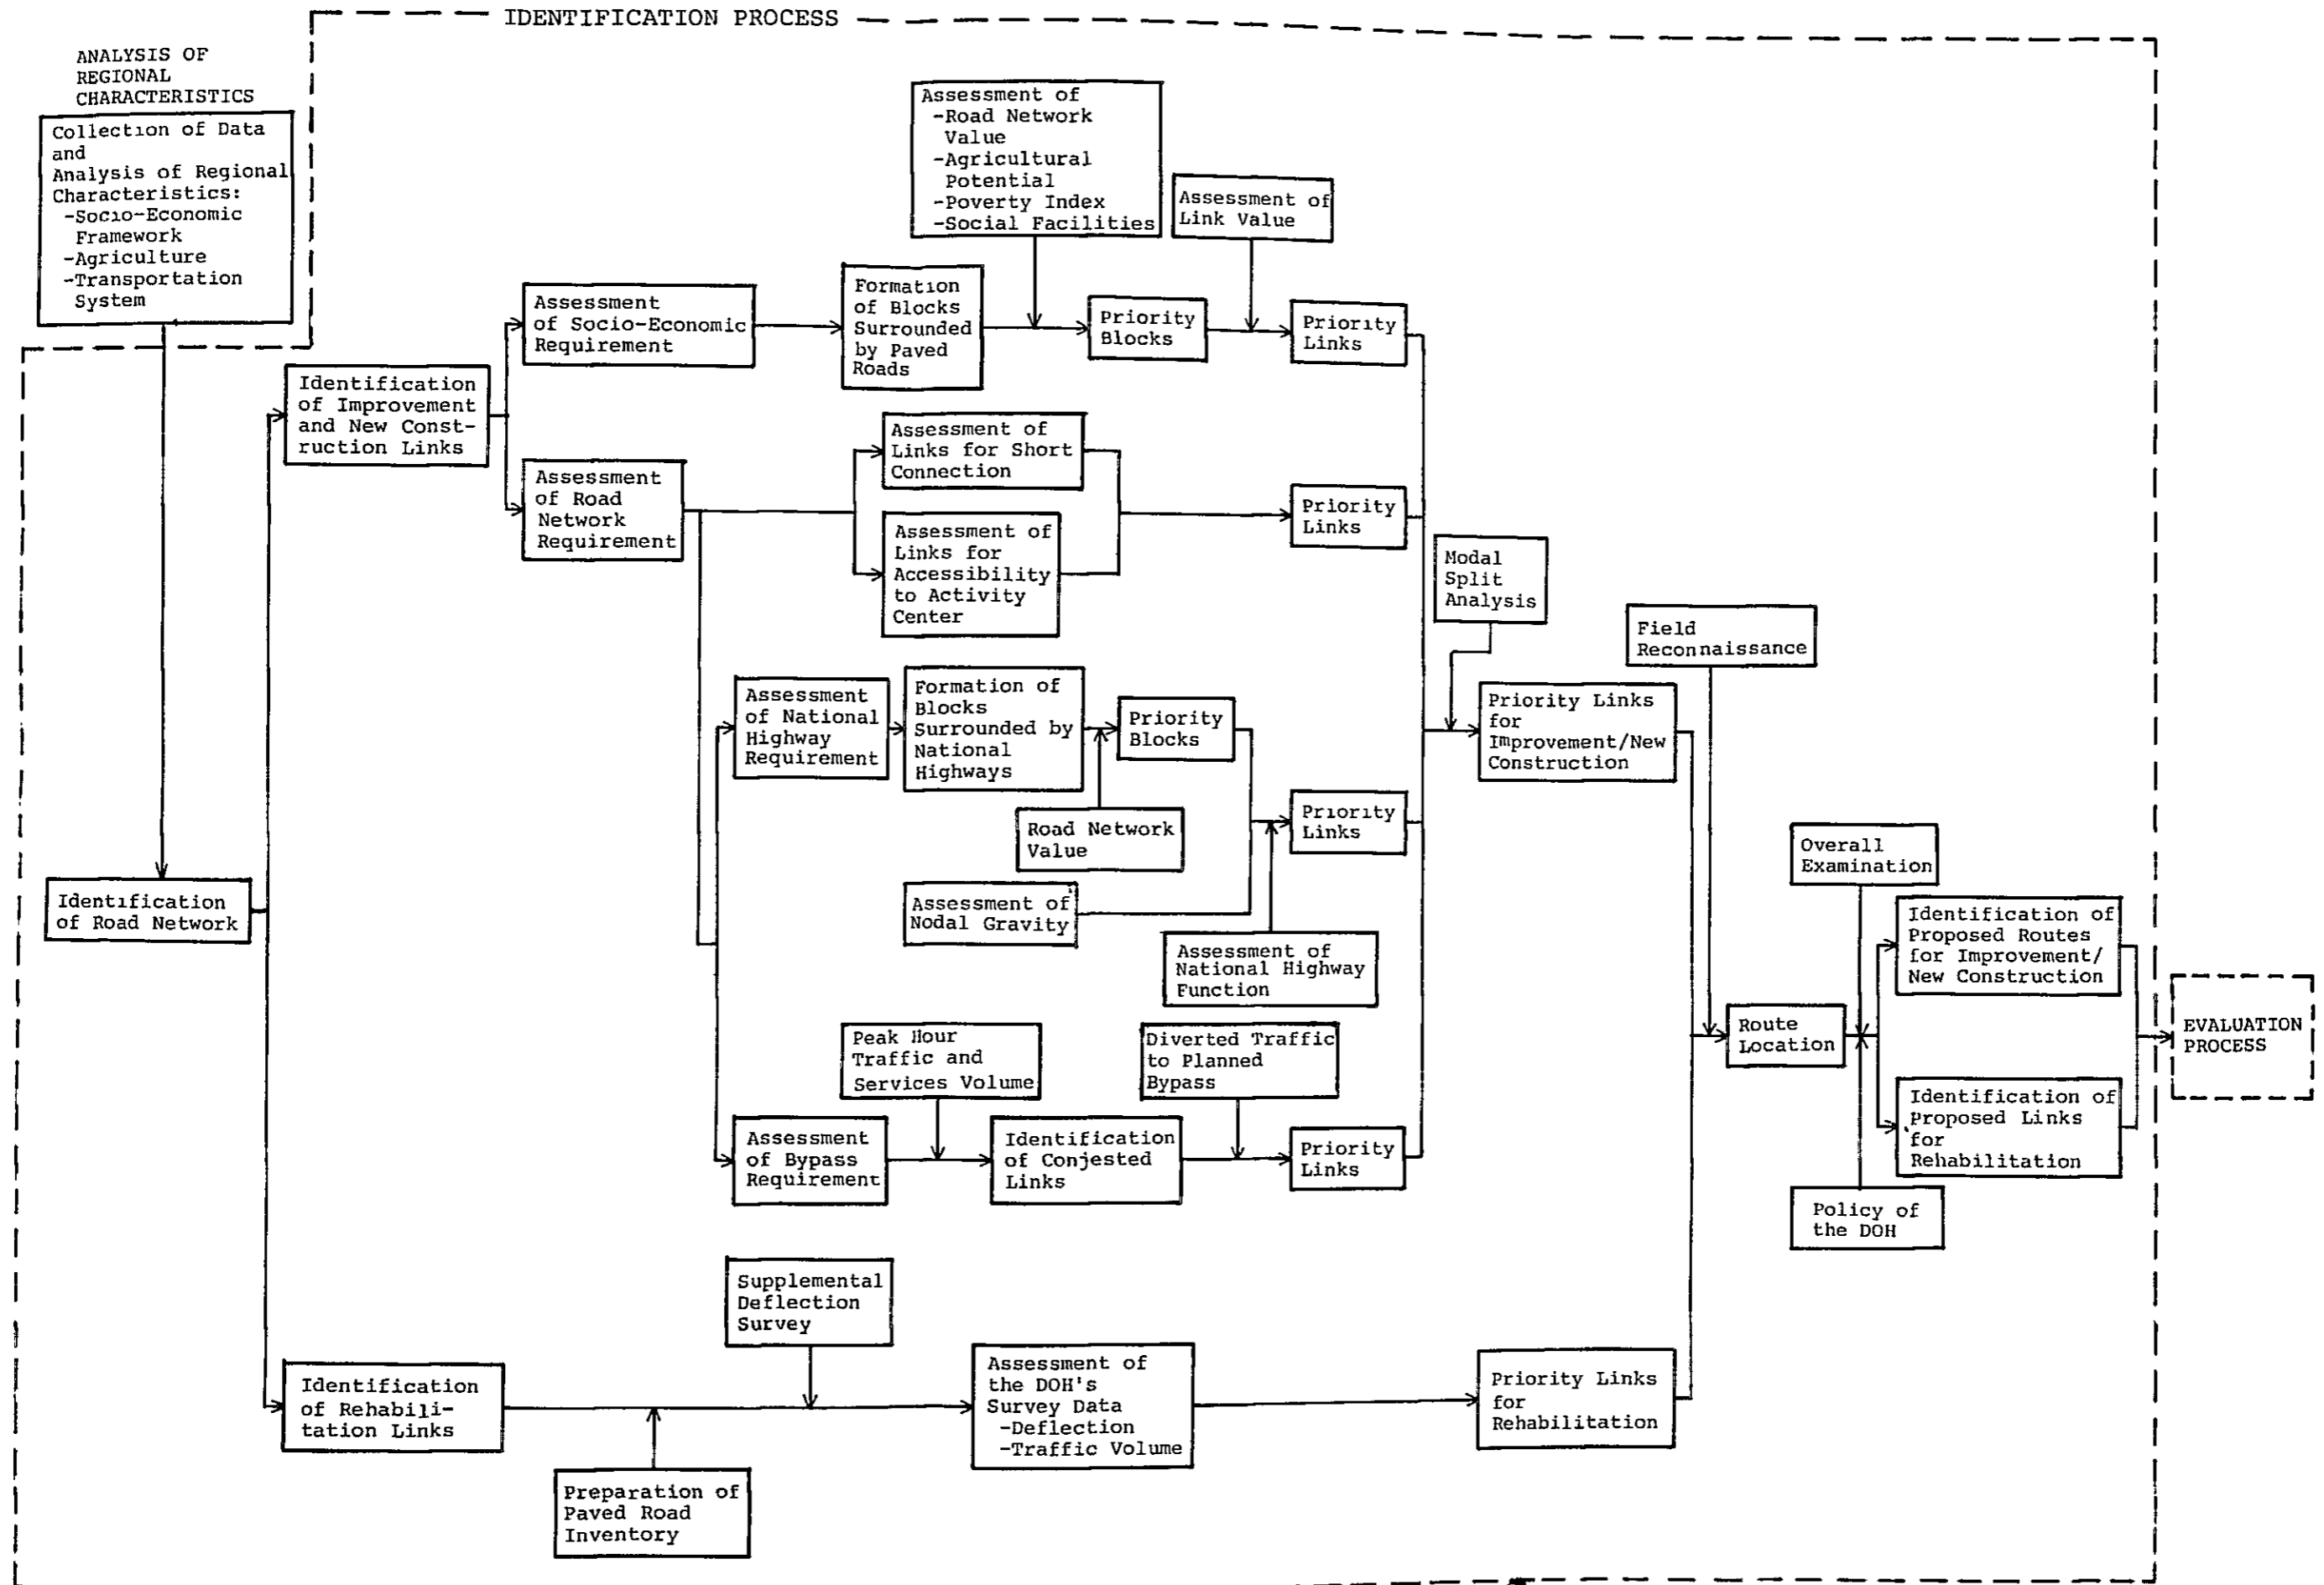 IDENTIFICATION PROCESS
ANALYSIS OF
REGIONAL
CHARACTERISTICS
Collection of Data
and
Analysis of Regional
Characteristics:
-Socio-Economic
Framework
-Agriculture
-Transportation
System
Assessment of
-Road Network
Value
-Agricultural
Potential
-Poverty Index
-Social Facilities
Assessment of
Link Value
Assessment
of Socio-Economic
Requirement
Formation
of Blocks
Surrounded
by Paved
Roads
Priority
Blocks
Priority
Links
Identification
of Improvement
and New Const-
ruction Links
Assessment
of Road
Network
Requirement
Assessment of
Links for Short
Connection
Assessment of
Links for
Accessibility
to Activity
Center
Priority
Links
Modal
Split
Analysis
Field
Reconnaissance
Assessment
of National
Highway
Requirement
Formation of
Blocks
Surrounded by
National
Highways
Priority
Blocks
Priority Links
for
Improvement/New
Construction
Road Network
Value
Priority
Links
Overall
Examination
Identification
of Road Network
Assessment of
Nodal Gravity
Assessment of
National Highway
Function
Identification of
Proposed Routes
for Improvement/
New Construction
Peak Hour
Traffic and
Services Volume
Diverted Traffic
to Planned
Bypass
Route
Location
EVALUATION
PROCESS
Assessment
of Bypass
Requirement
Identification
of Conjested
Links
Priority
Links
Identification of
Proposed Links
for
Rehabilitation
Policy of
the DOH
Supplemental
Deflection
Survey
Identification
of Rehabili-
tation Links
Assessment of
the DOH's
Survey Data
-Deflection
-Traffic Volume
Priority Links
for
Rehabilitation
Preparation of
Paved Road
Inventory